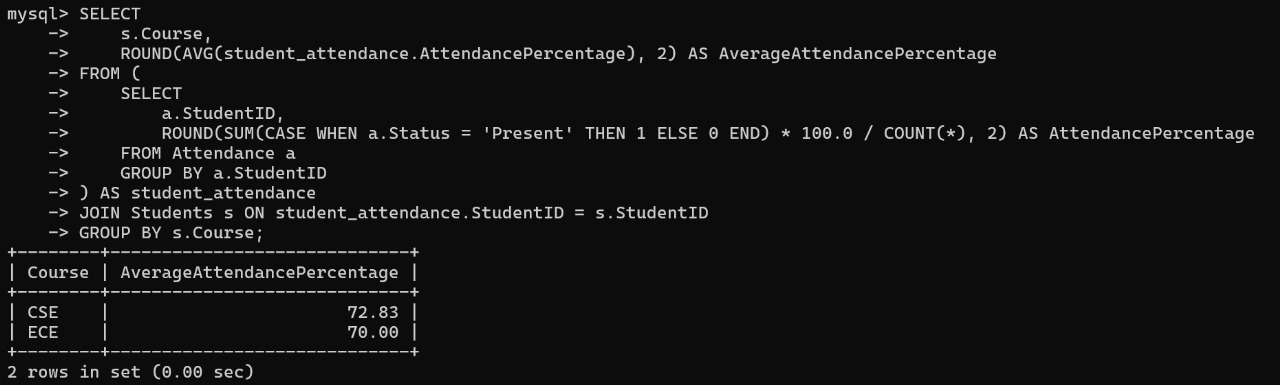 mysql> SELECT
    ->     s.Course,
    ->     ROUND(AVG(student_attendance.AttendancePercentage), 2) AS AverageAttendancePercentage
    -> FROM (
    ->     SELECT
    ->         a.StudentID,
    ->         ROUND(SUM(CASE WHEN a.Status = 'Present' THEN 1 ELSE 0 END) * 100.0 / COUNT(*), 2) AS AttendancePercentage
    ->     FROM Attendance a
    ->     GROUP BY a.StudentID
    -> ) AS student_attendance
    -> JOIN Students s ON student_attendance.StudentID = s.StudentID
    -> GROUP BY s.Course;
+--------+-----------------------------+
| Course | AverageAttendancePercentage |
+--------+-----------------------------+
| CSE    |                       72.83 |
| ECE    |                       70.00 |
+--------+-----------------------------+
2 rows in set (0.00 sec)